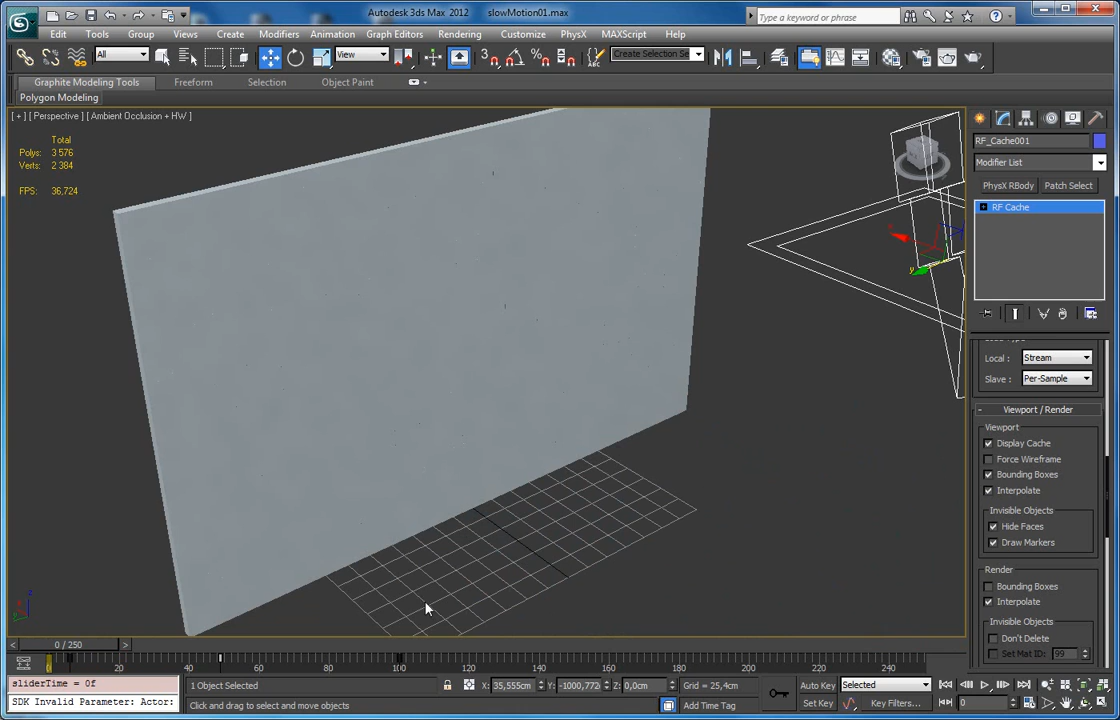 Autodesk 3ds Max 2012 slowMotion01.max
Type a keyword or phrase
Edit Tools Group Views Create Modifiers Animation Graph Editors Rendering Customize PhysX MAXScript Help
All View Create Selection Se
Graphite Modeling Tools Freeform Selection Object Paint
Polygon Modeling
[ + ] [ Perspective ] [ Ambient Occlusion + HW ]
Total
Polys: 3 576
Verts: 2 384
FPS: 36,724
RF_Cache001
Modifier List
PhysX RBody Patch Select
RF Cache
Local : Stream
Slave : Per-Sample
- Viewport / Render
Viewport
Display Cache
Force Wireframe
Bounding Boxes
Interpolate
Invisible Objects
Hide Faces
Draw Markers
Render
Bounding Boxes
Interpolate
Invisible Objects
Don't Delete
Set Mat ID: 99
< 0 / 250 >
0 20 40 60 80 100 120 140 160 180 200 220 240
sliderTime = 0f
SDK Invalid Parameter: Actor:
1 Object Selected
X: 35,555cm Y: -1000,772 Z: 0,0cm Grid = 25,4cm
Auto Key Selected
Click and drag to select and move objects
Add Time Tag
Set Key Key Filters... 0